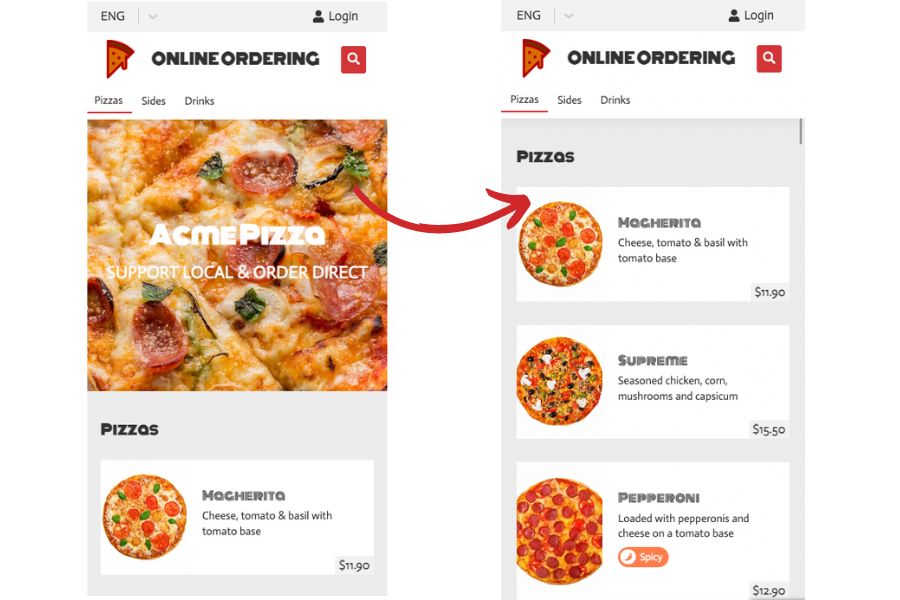 ENG
Login
ONLINE ORDERING
Pizzas Sides Drinks
AcmePizza
SUPPORT LOCAL & ORDER DIRECT
Pizzas
Magherita
Cheese, tomato & basil with
tomato base
$11.90
ENG
Login
ONLINE ORDERING
Pizzas Sides Drinks
Pizzas
Magherita
Cheese, tomato & basil with
tomato base
$11.90
Supreme
Seasoned chicken, corn,
mushrooms and capsicum
$15.50
Pepperoni
Loaded with pepperonis and
cheese on a tomato base
Spicy
$12.90